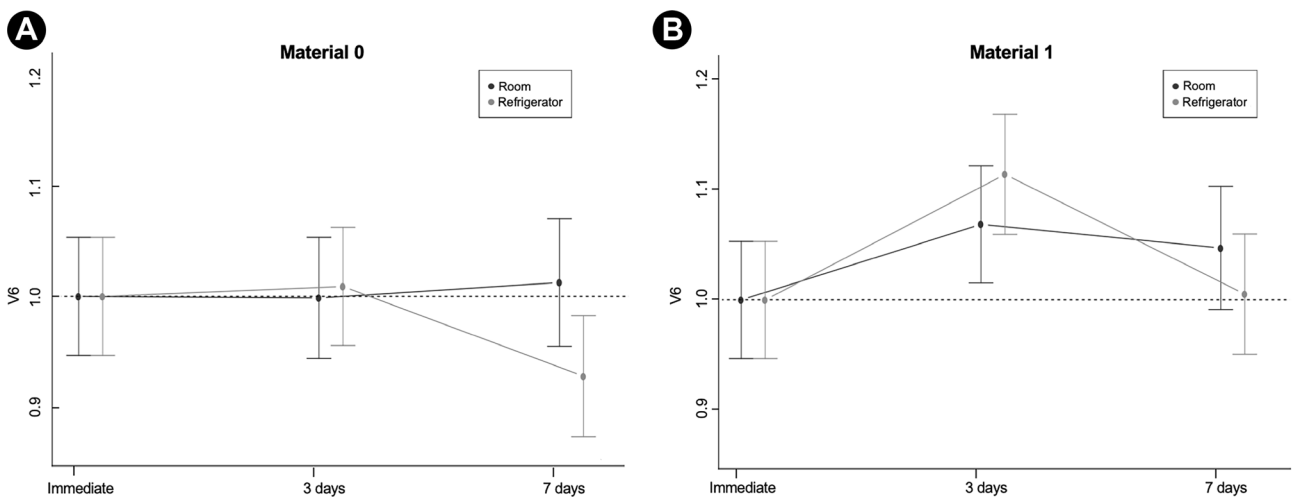 A
Material 0
Room
Refrigerator
V6
1.2
1.1
1.0
0.9
Immediate
3 days
7 days
B
Material 1
Room
Refrigerator
V6
1.2
1.1
1.0
0.9
Immediate
3 days
7 days